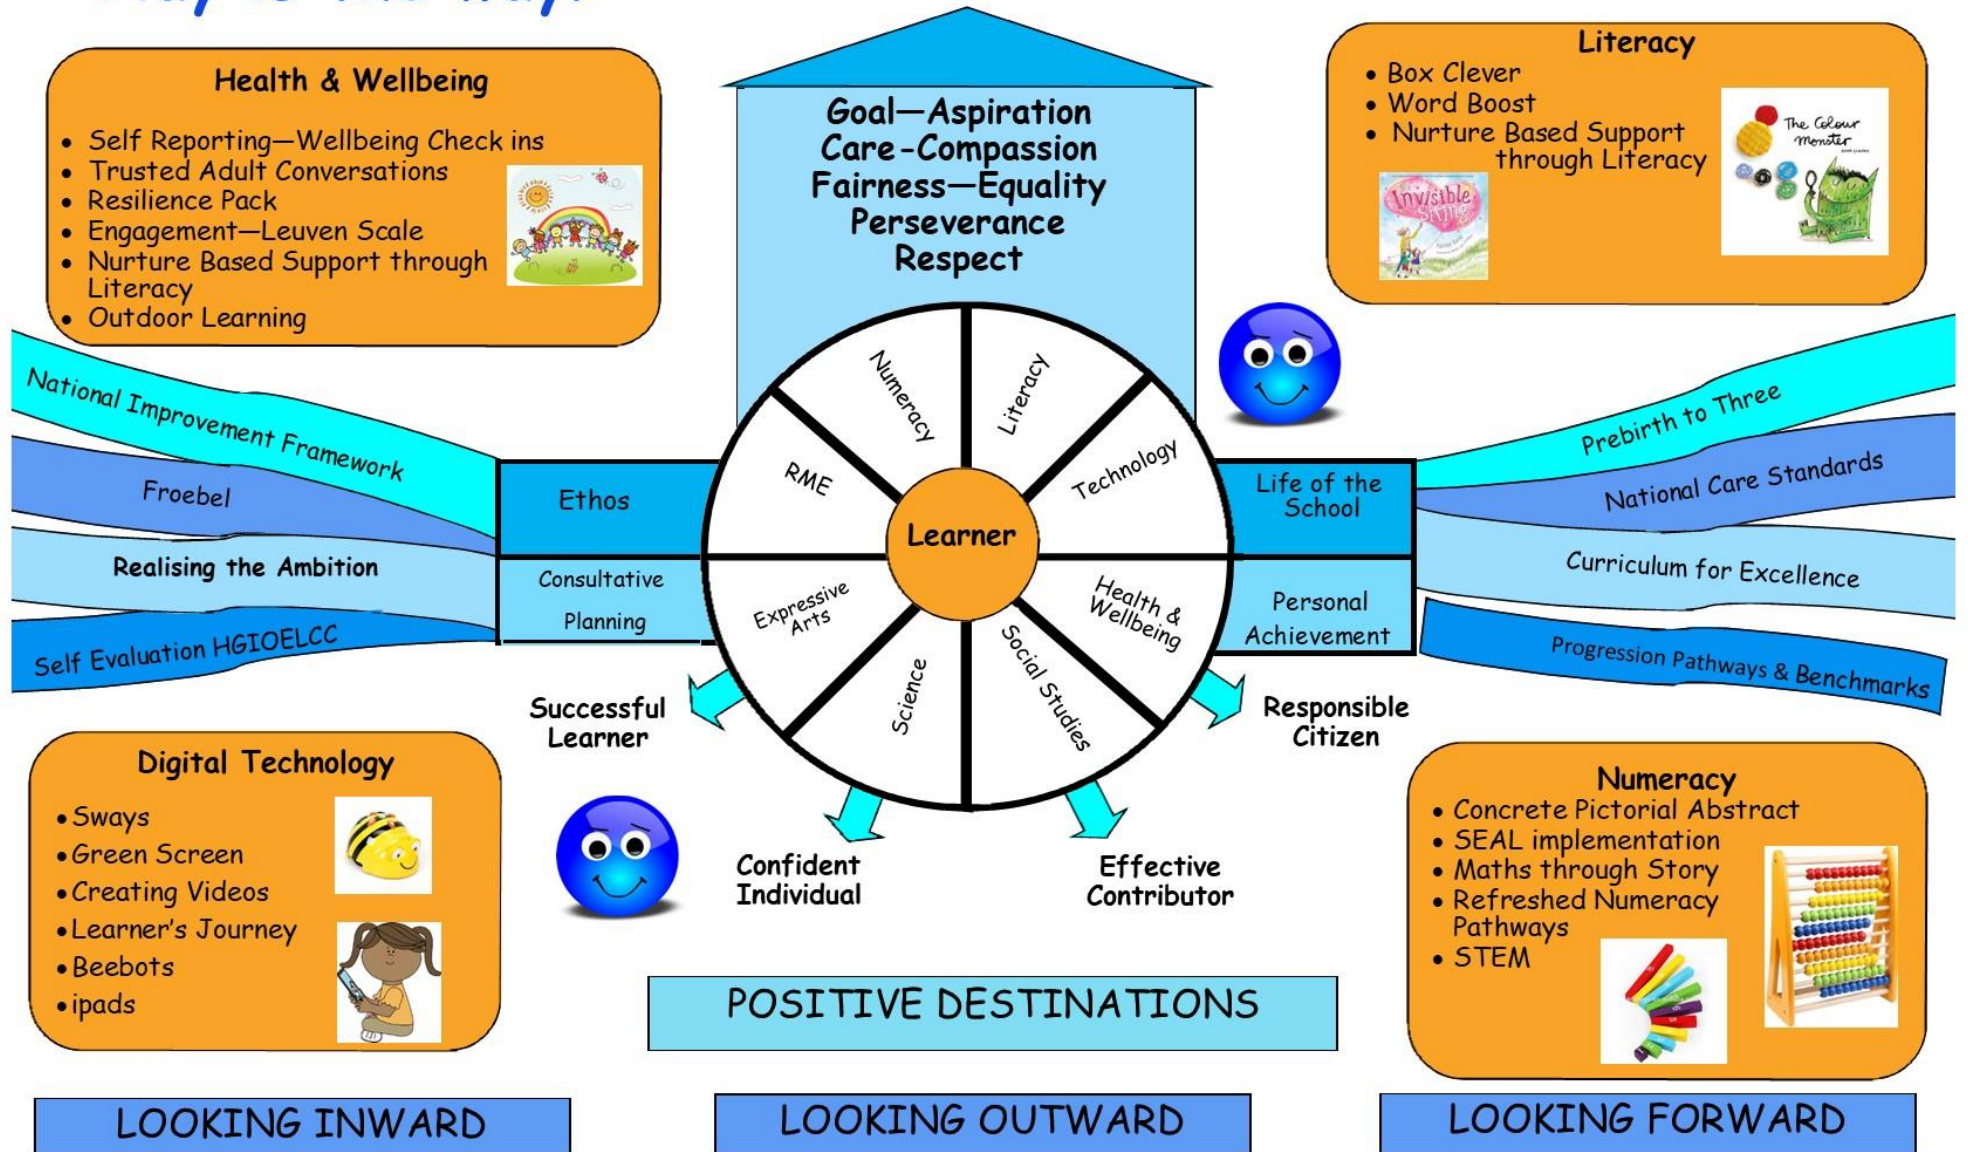 Health & Wellbeing
• Self Reporting—Wellbeing Check ins
• Trusted Adult Conversations
• Resilience Pack
• Engagement—Leuven Scale
• Nurture Based Support through
Literacy
• Outdoor Learning
Goal—Aspiration
Care-Compassion
Fairness—Equality
Perseverance
Respect
Literacy
• Box Clever
• Word Boost
• Nurture Based Support
through Literacy
The Colour
Monster
Invisible
String
National Improvement Framework
Froebel
Realising the Ambition
Self Evaluation HGIOELCC
Ethos
Consultative
Planning
Numeracy
Literacy
RME
Technology
Learner
Expressive
Arts
Health &
Wellbeing
Science
Social Studies
Life of the
School
Personal
Achievement
Prebirth to Three
National Care Standards
Curriculum for Excellence
Progression Pathways & Benchmarks
Successful
Learner
Confident
Individual
Effective
Contributor
Responsible
Citizen
Digital Technology
• Sways
• Green Screen
• Creating Videos
• Learner's Journey
• Beebots
• ipads
Numeracy
• Concrete Pictorial Abstract
• SEAL implementation
• Maths through Story
• Refreshed Numeracy
Pathways
• STEM
POSITIVE DESTINATIONS
LOOKING INWARD
LOOKING OUTWARD
LOOKING FORWARD